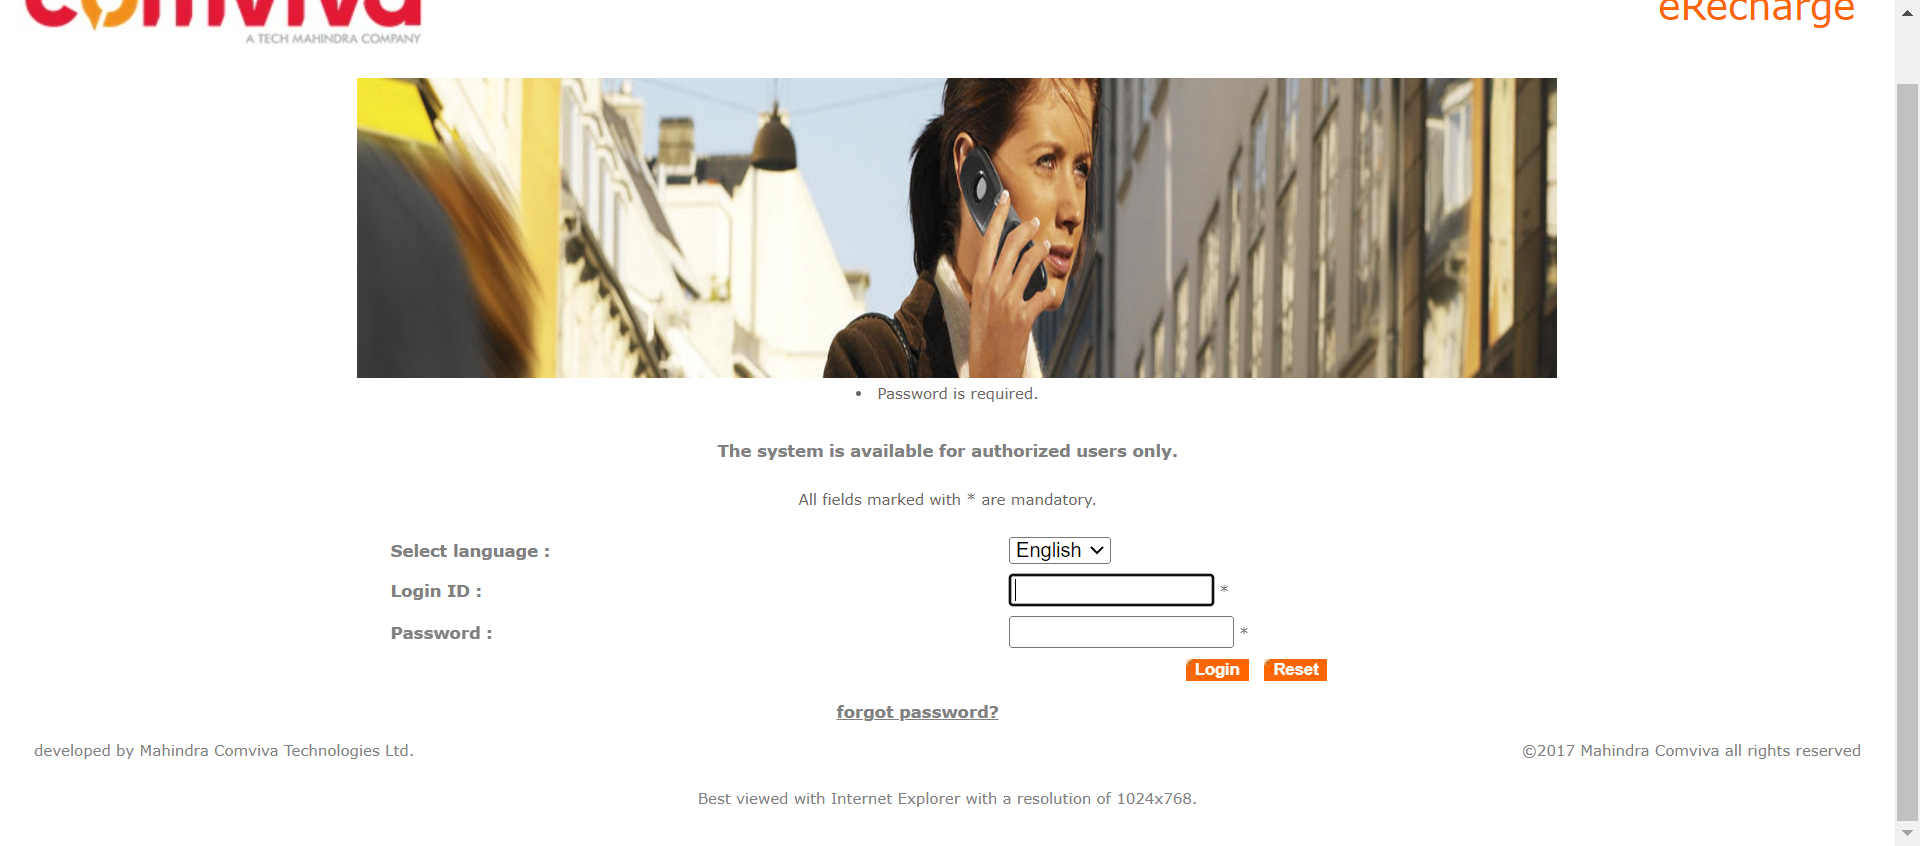 comviva
eRecharge
A TECH MAHINDRA COMPANY
• Password is required.
The system is available for authorized users only.
All fields marked with * are mandatory.
Select language : English
Login ID : *
Password : *
Login Reset
forgot password?
developed by Mahindra Comviva Technologies Ltd. ©2017 Mahindra Comviva all rights reserved
Best viewed with Internet Explorer with a resolution of 1024x768.